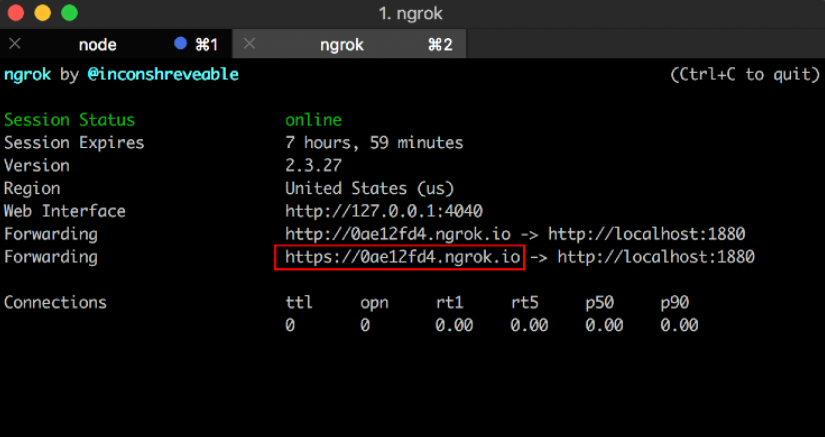 1. ngrok
node ⌘1 ngrok ⌘2
ngrok by @inconshreveable (Ctrl+C to quit)
Session Status online
Session Expires 7 hours, 59 minutes
Version 2.3.27
Region United States (us)
Web Interface http://127.0.0.1:4040
Forwarding http://0ae12fd4.ngrok.io -> http://localhost:1880
Forwarding https://0ae12fd4.ngrok.io -> http://localhost:1880
Connections ttl opn rt1 rt5 p50 p90
0 0 0.00 0.00 0.00 0.00